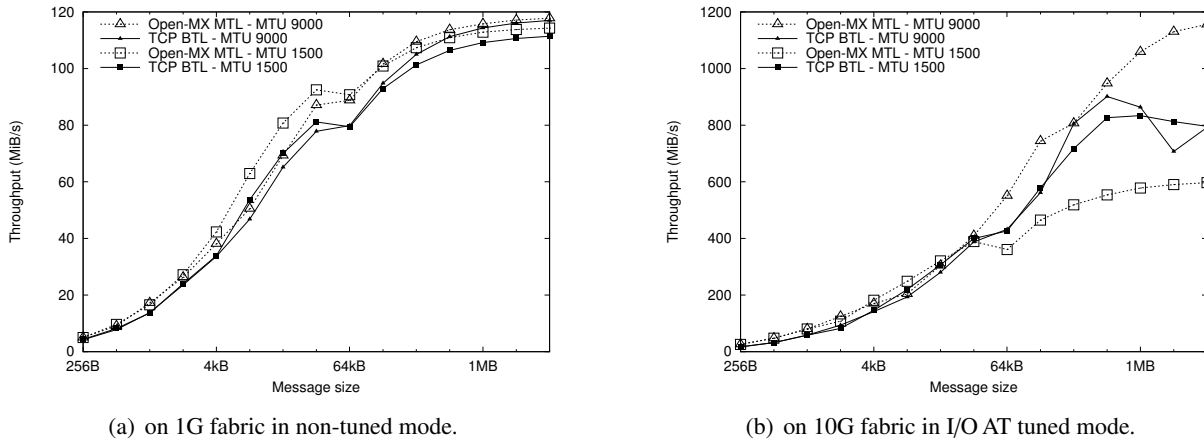 120
100
80
60
40
20
0
Throughput (MiB/s)
Open-MX MTL - MTU 9000
TCP BTL - MTU 9000
Open-MX MTL - MTU 1500
TCP BTL - MTU 1500
256B 4kB 64kB 1MB
Message size
(a) on 1G fabric in non-tuned mode.
1200
1000
800
600
400
200
0
Throughput (MiB/s)
Open-MX MTL - MTU 9000
TCP BTL - MTU 9000
Open-MX MTL - MTU 1500
TCP BTL - MTU 1500
256B 4kB 64kB 1MB
Message size
(b) on 10G fabric in I/O AT tuned mode.